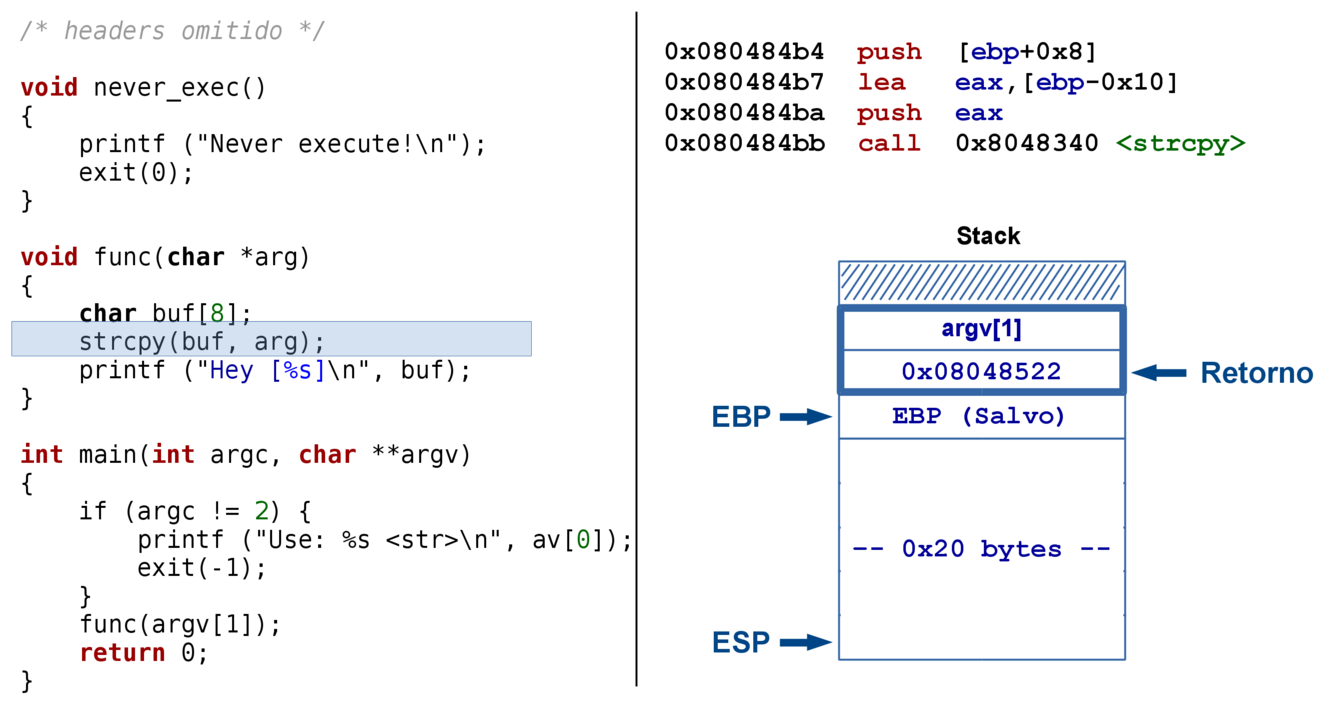 /* headers omitido */
void never_exec()
{
    printf ("Never execute!\n");
    exit(0);
}
void func(char *arg)
{
    char buf[8];
    strcpy(buf, arg);
    printf ("Hey [%s]\n", buf);
}
int main(int argc, char **argv)
{
    if (argc != 2) {
        printf ("Use: %s <str>\n", av[0]);
        exit(-1);
    }
    func(argv[1]);
    return 0;
}
0x080484b4 push [ebp+0x8]
0x080484b7 lea eax,[ebp-0x10]
0x080484ba push eax
0x080484bb call 0x8048340 <strcpy>
Stack
argv[1]
0x08048522
Retorno
EBP
EBP (Salvo)
-- 0x20 bytes --
ESP